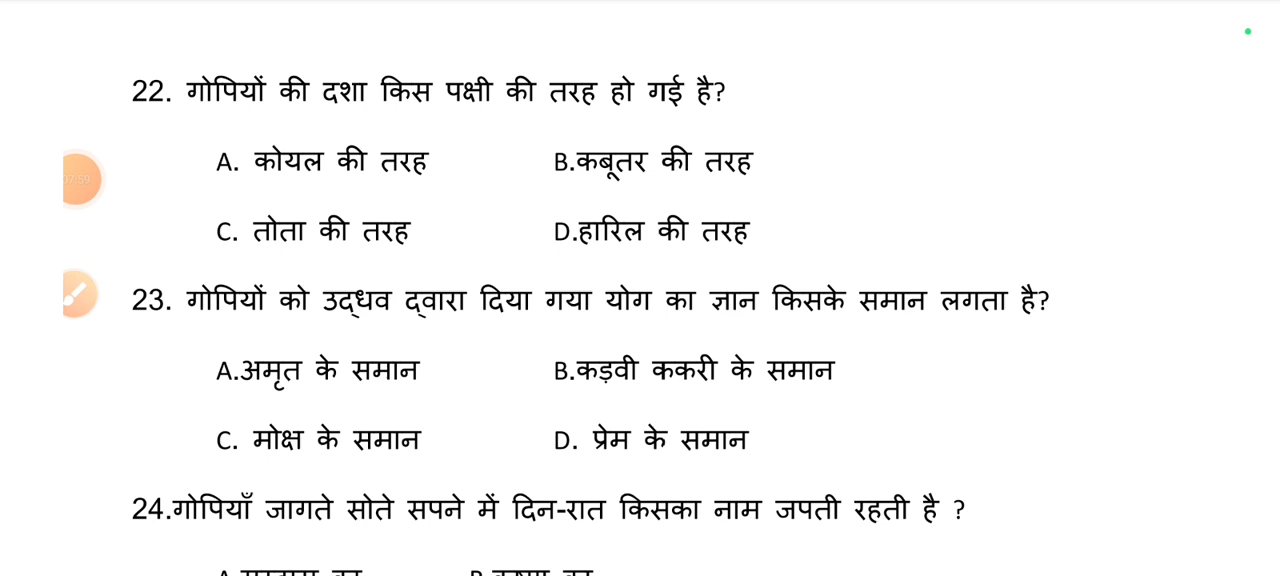 22. गोपियों की दशा किस पक्षी की तरह हो गई है?
A. कोयल की तरह B.कबूतर की तरह
C. तोता की तरह D.हारिल की तरह
23. गोपियों को उद्धव द्वारा दिया गया योग का ज्ञान किसके समान लगता है?
A.अमृत के समान B.कड़वी ककरी के समान
C. मोक्ष के समान D. प्रेम के समान
24.गोपियाँ जागते सोते सपने में दिन-रात किसका नाम जपती रहती है ?